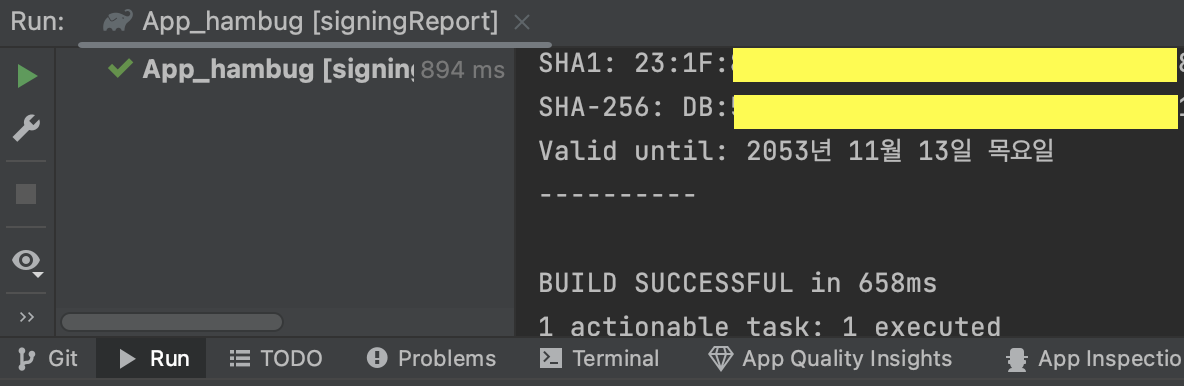 Run: App_hambug [signingReport]
App_hambug [signing 894 ms
SHA1: 23:1F:
SHA-256: DB:
Valid until: 2053년 11월 13일 목요일
----------
BUILD SUCCESSFUL in 658ms
1 actionable task: 1 executed
Git Run TODO Problems Terminal App Quality Insights App Inspectio